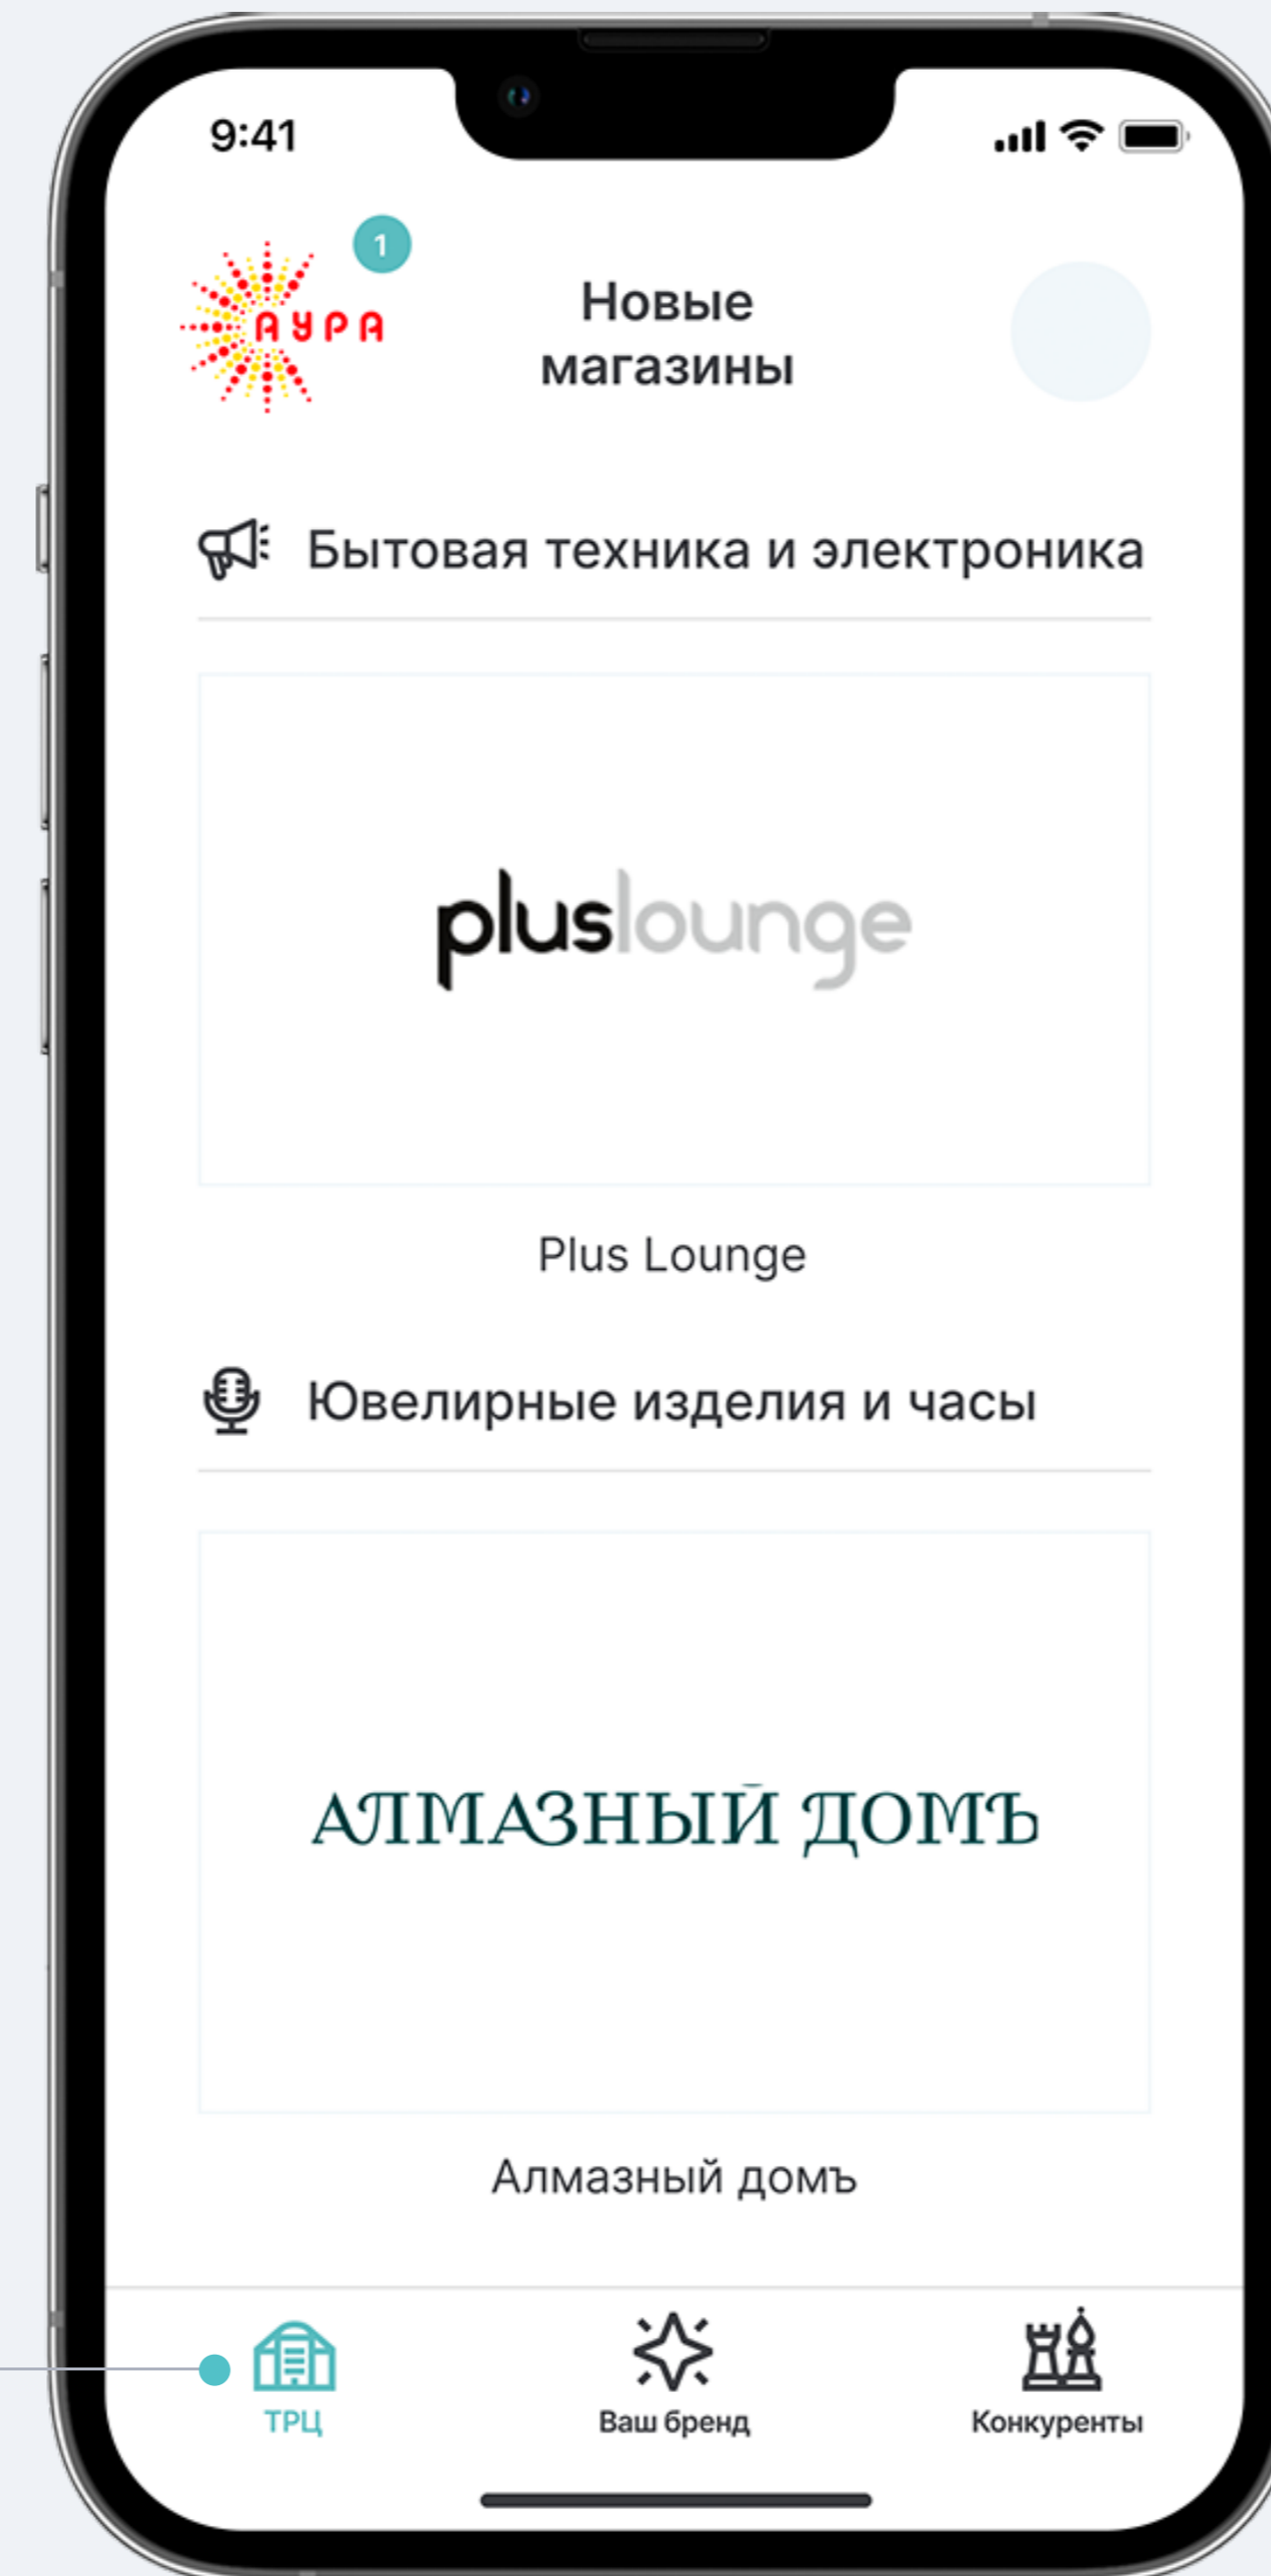 9:41
АУРА
1
Новые
магазины
Бытовая техника и электроника
pluslounge
Plus Lounge
Ювелирные изделия и часы
АЛМАЗНЫЙ ДОМЪ
Алмазный домъ
ТРЦ
Ваш бренд
Конкуренты